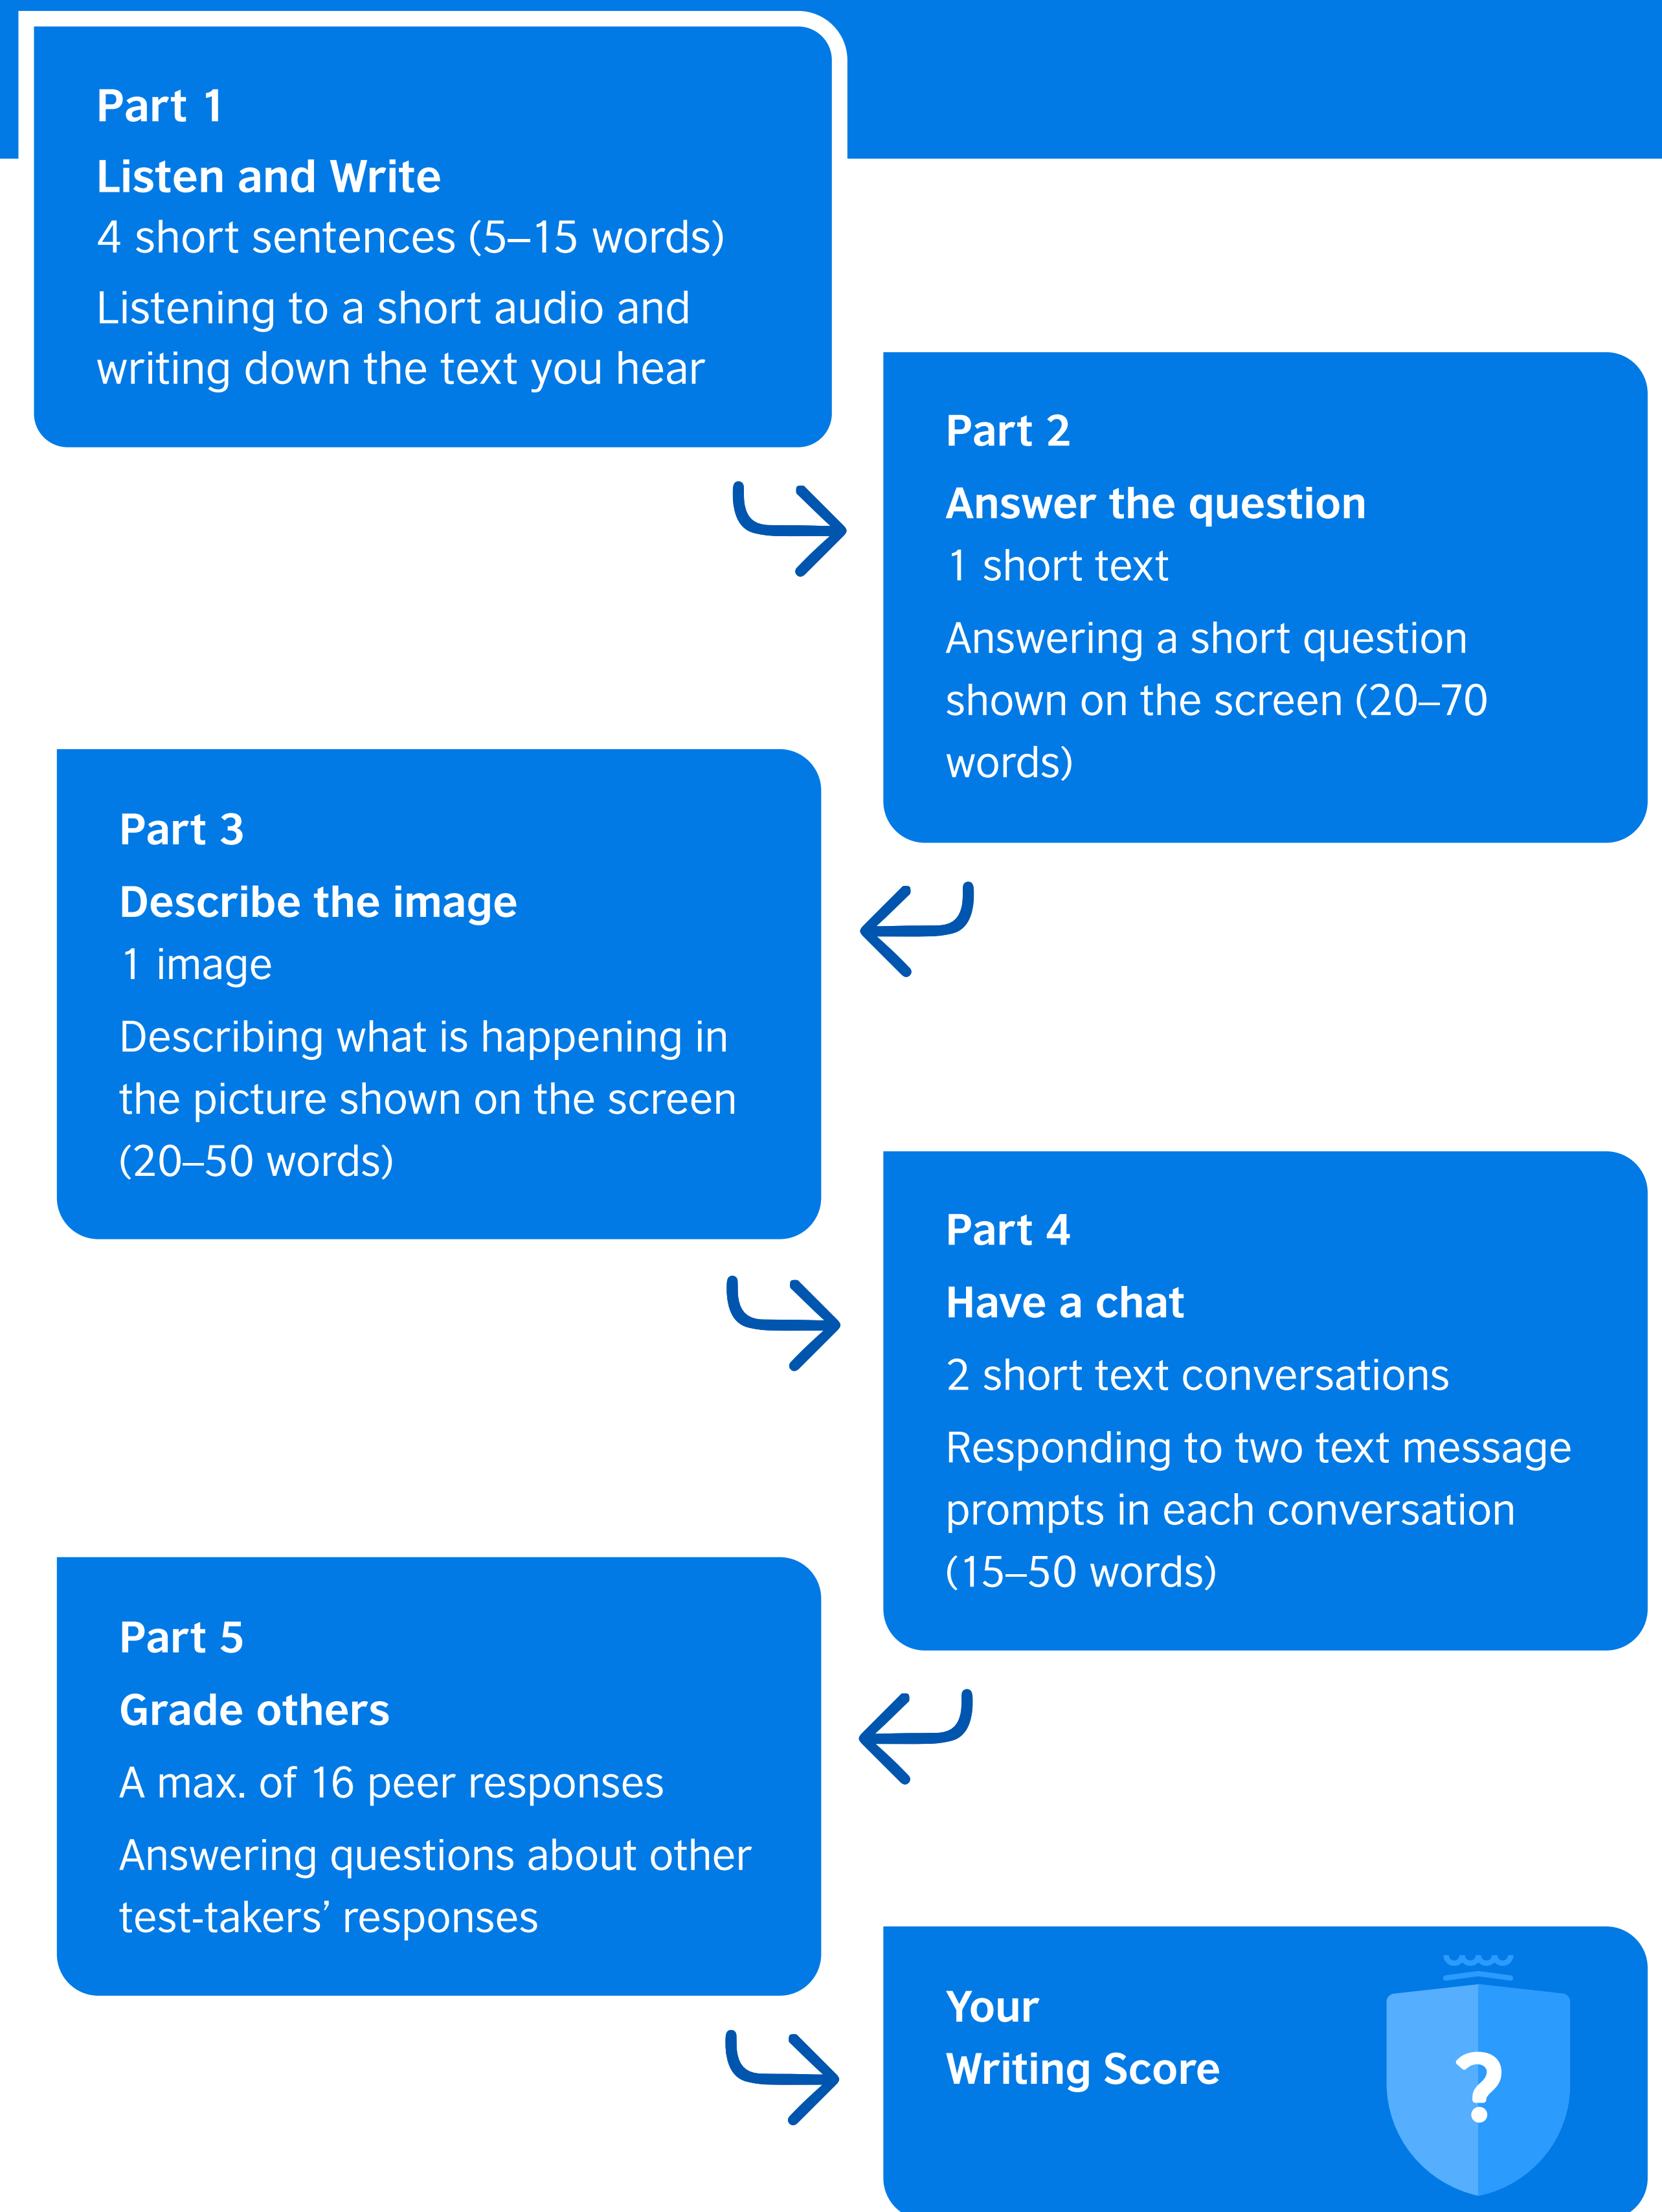 Part 1
Listen and Write
4 short sentences (5–15 words)
Listening to a short audio and
writing down the text you hear
Part 2
Answer the question
1 short text
Answering a short question
shown on the screen (20–70
words)
Part 3
Describe the image
1 image
Describing what is happening in
the picture shown on the screen
(20–50 words)
Part 4
Have a chat
2 short text conversations
Responding to two text message
prompts in each conversation
(15–50 words)
Part 5
Grade others
A max. of 16 peer responses
Answering questions about other
test-takers’ responses
Your
Writing Score
?